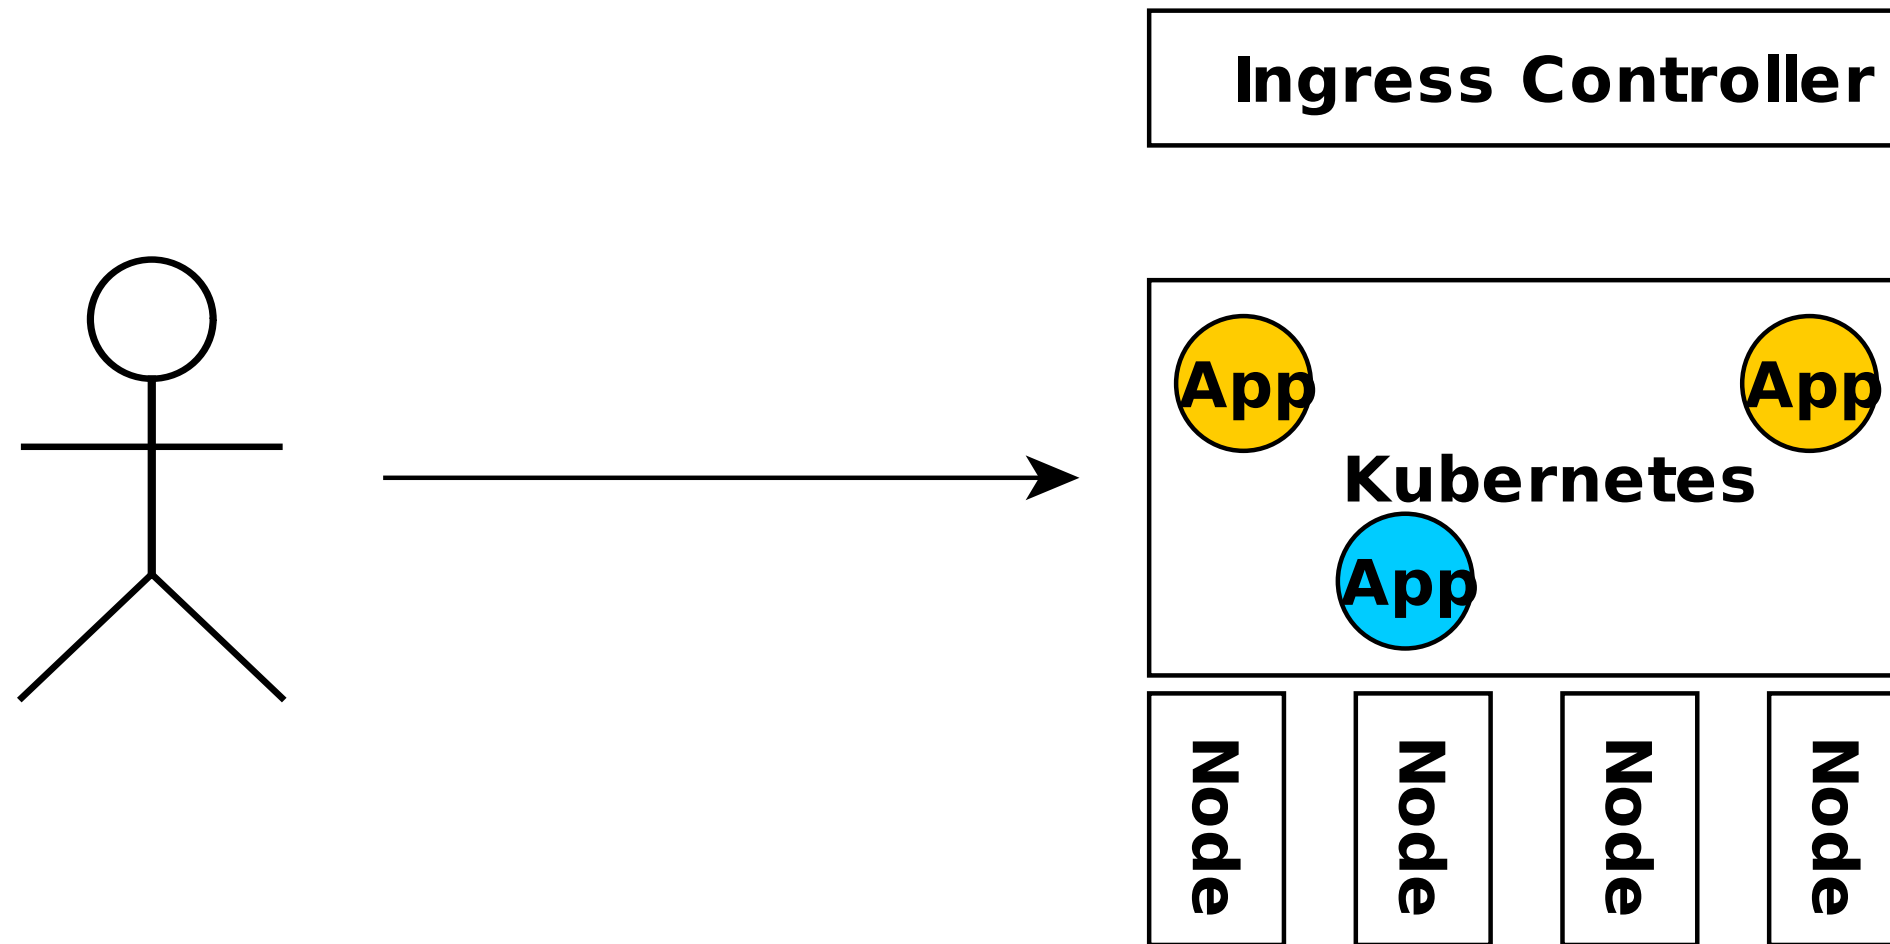 Ingress Controller
App
App
Kubernetes
App
Node
Node
Node
Node